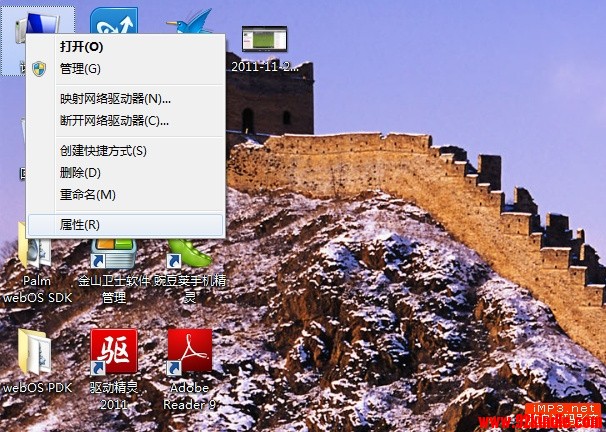 打开(O)
管理(G)
映射网络驱动器(N)...
断开网络驱动器(C)...
创建快捷方式(S)
删除(D)
重命名(M)
属性(R)
2011-11-2...
Palm
webOS SDK
金山卫士软件
管理
豌豆荚手机精
灵
webOS PDK
驱
驱动精灵
2011
Adobe
Reader 9
iMP3.net